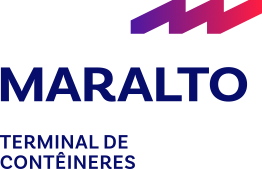 MARALTO
TERMINAL DE
CONTÊINERES